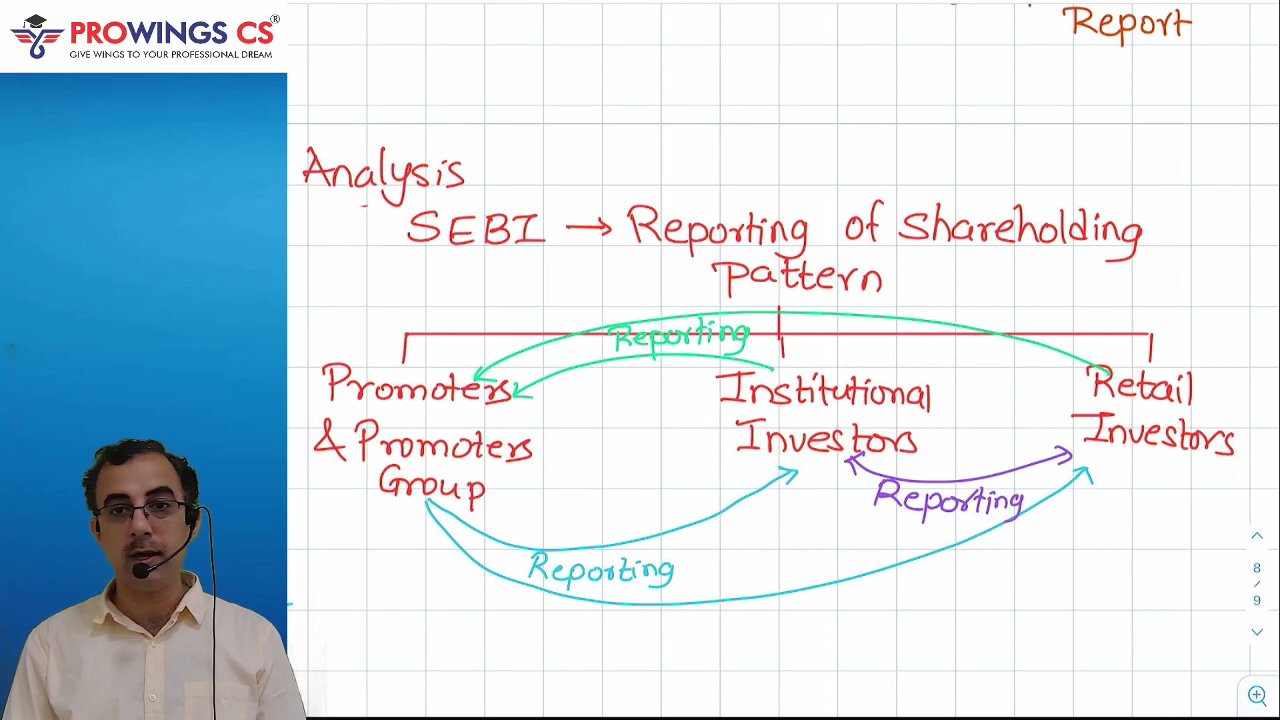 PROWINGS CS®
GIVE WINGS TO YOUR PROFESSIONAL DREAM
Report
Analysis
SEBI → Reporting of Shareholding
Pattern
Reporting
Promoters
& Promoters
Group
Institutional
Investors
Retail
Investors
Reporting
Reporting
8
/
9